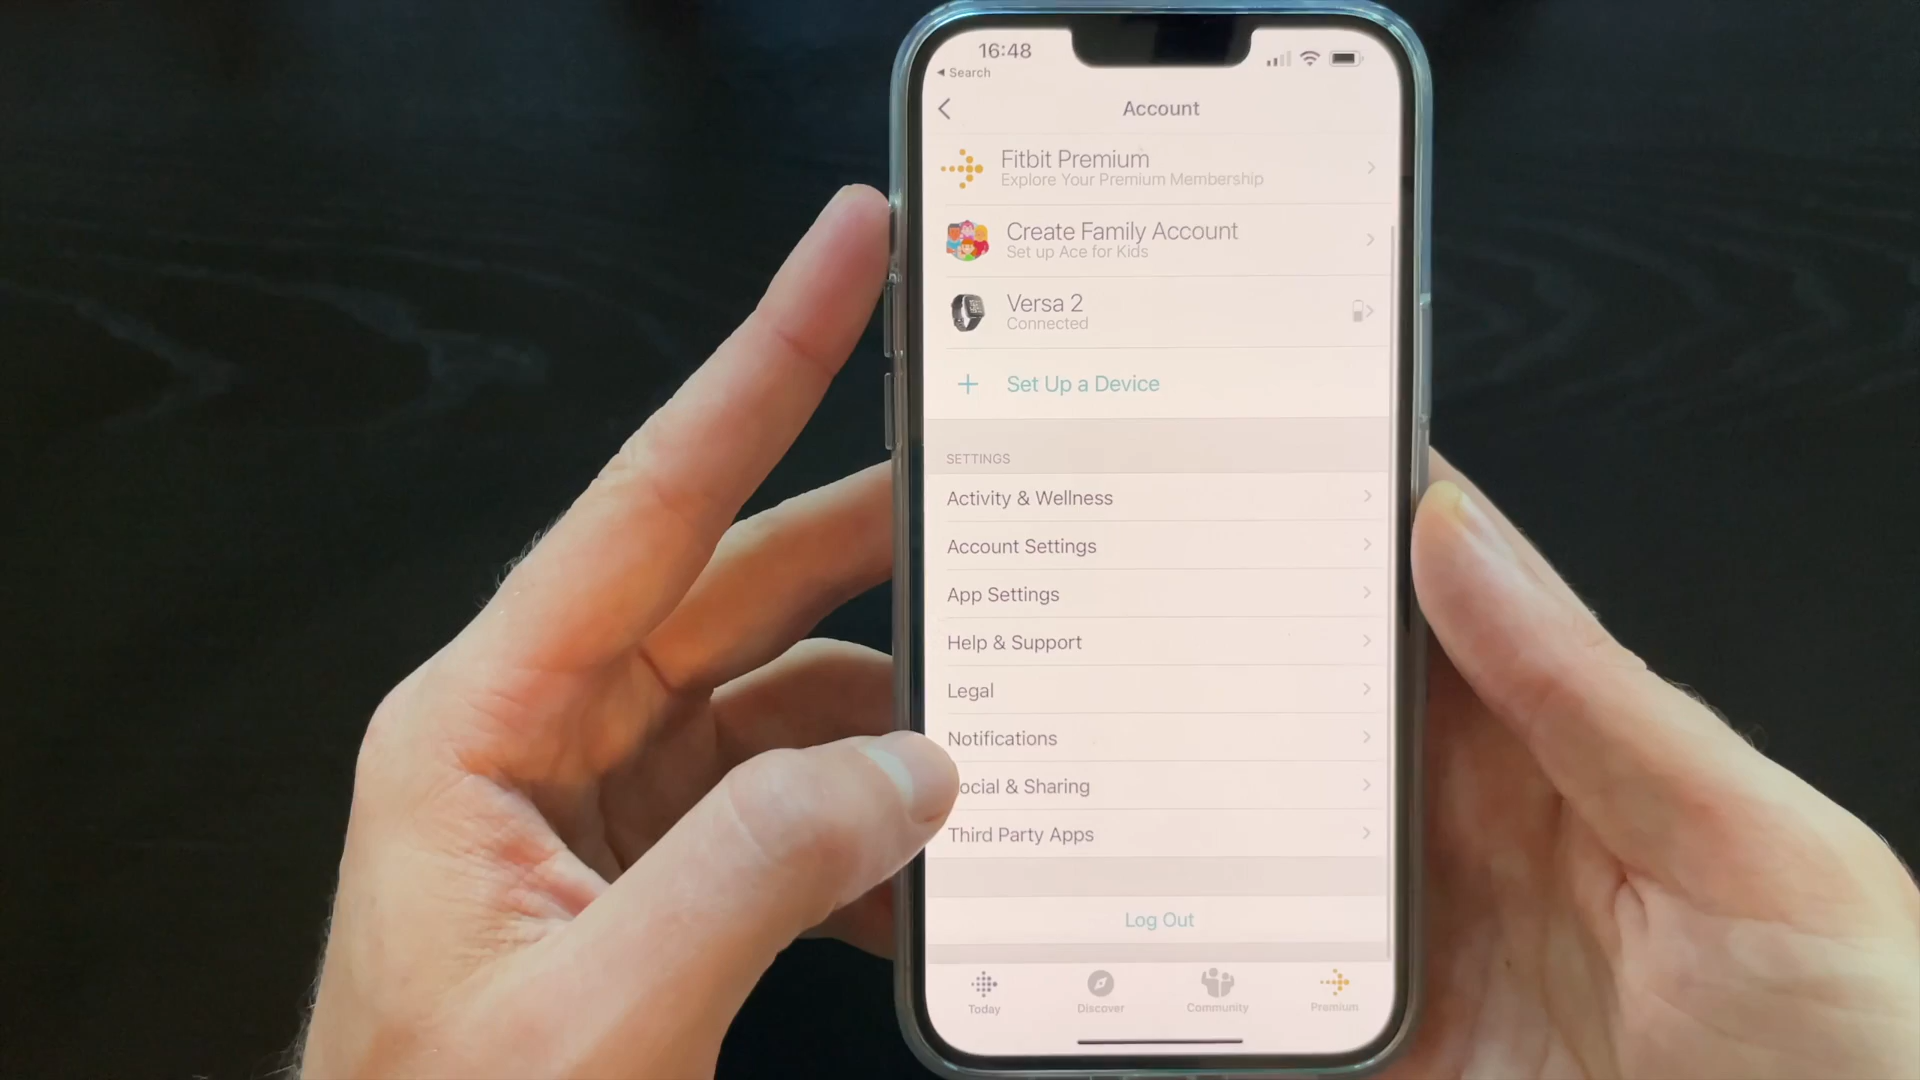 16:48
Search
Account
Fitbit Premium
Explore Your Premium Membership
Create Family Account
Set up Ace for Kids
Versa 2
Connected
+ Set Up a Device
SETTINGS
Activity & Wellness
Account Settings
App Settings
Help & Support
Legal
Notifications
ocial & Sharing
Third Party Apps
Log Out
Today
Discover
Community
Premium